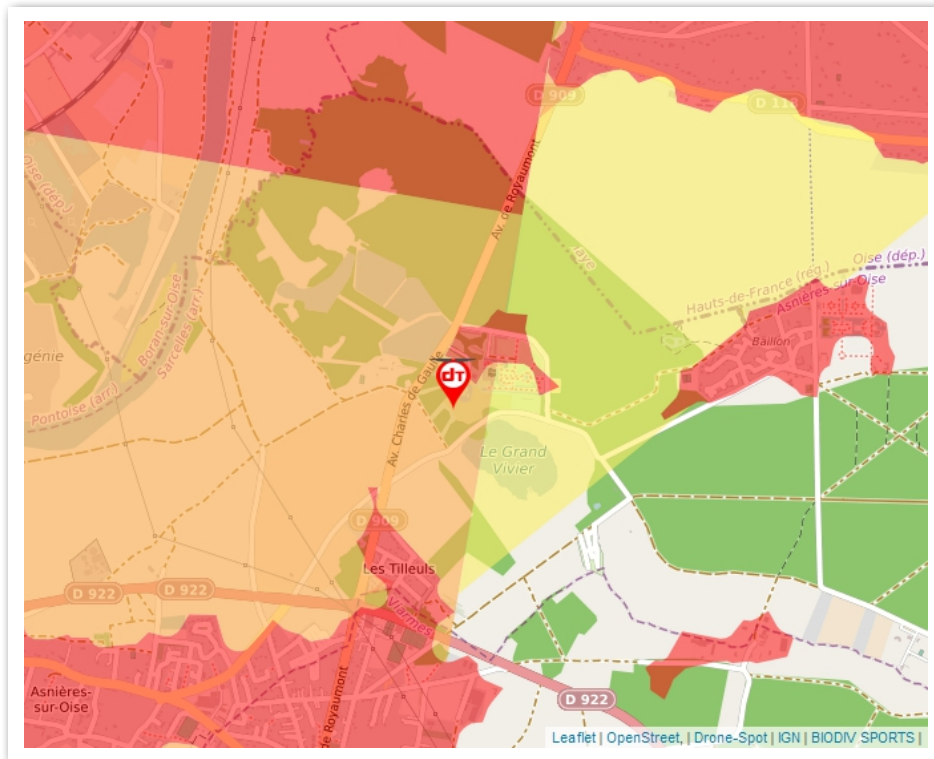 D 909
D 118
Av. de Royaumont
Oise (dép.)
Boran-sur-Oise
Sarcelles (arr.)
Pontoise (arr.)
génie
Laye
Hauts-de-France (rég.)
Oise (dép.)
Asnières-sur-Oise
Baillon
dT
Av. Charles de Gaulle
Le Grand
Vivier
D 909
Les Tilleuls
D 922
D 922
Viarmes
D 922
Asnières-
sur-Oise
de Royaumont
Leaflet | OpenStreet, | Drone-Spot | IGN | BIODIV SPORTS |